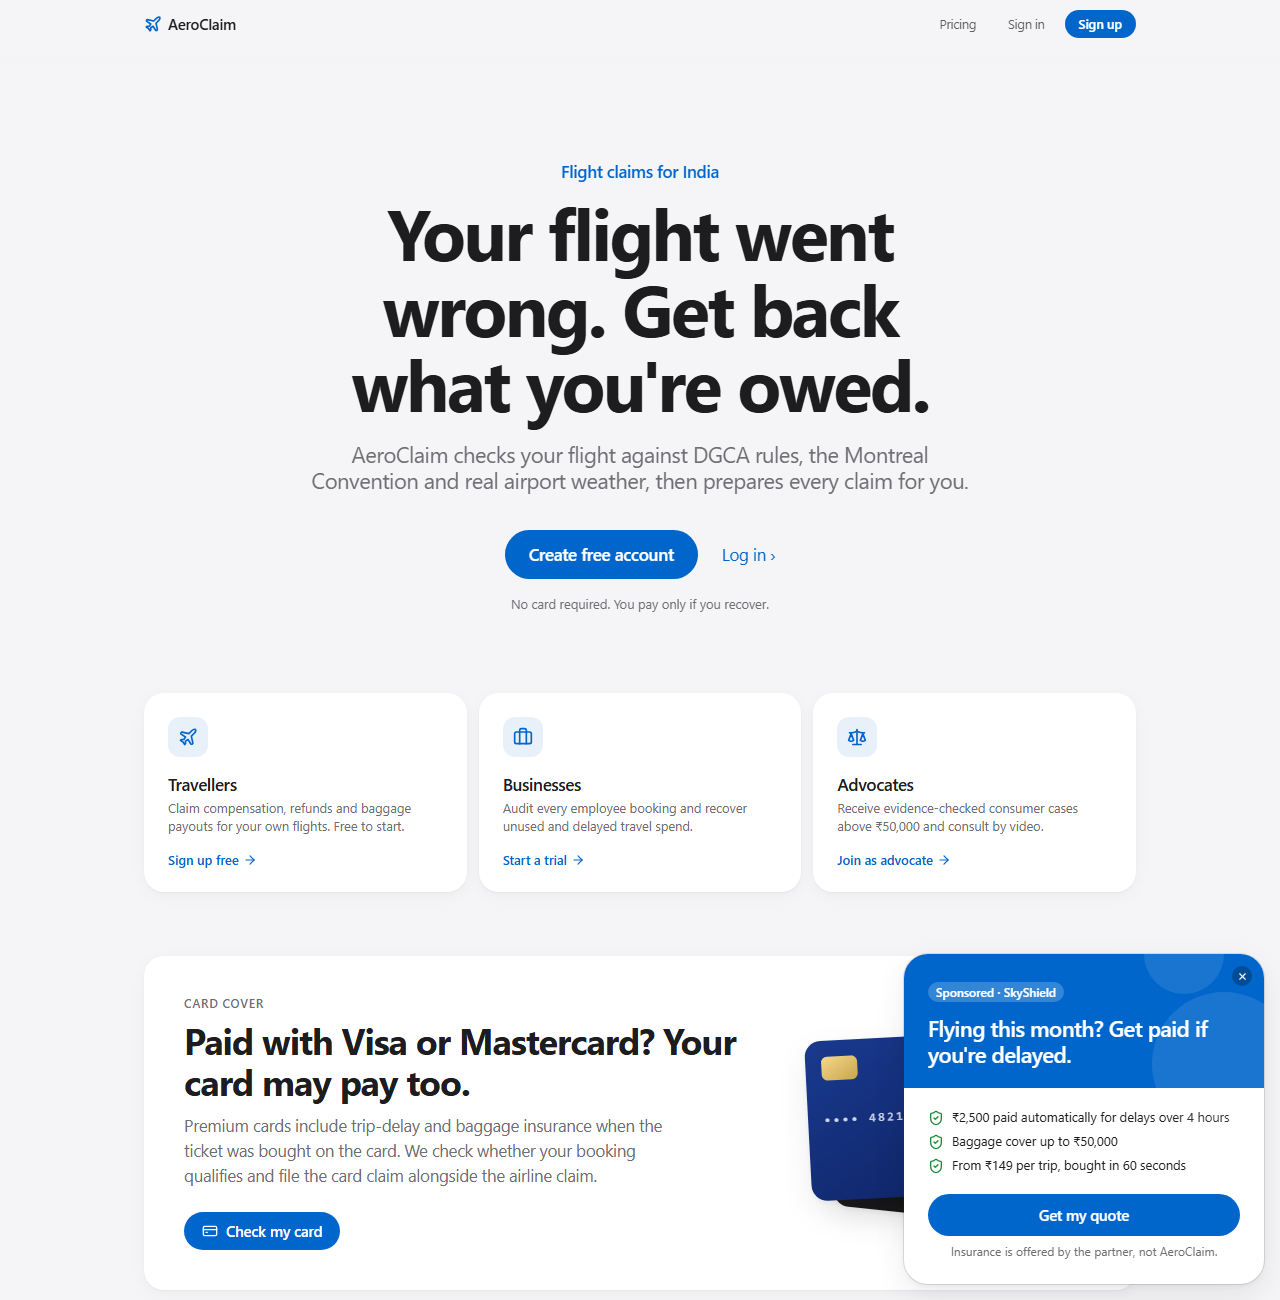 AeroClaim
Pricing
Sign in
Sign up
Flight claims for India
Your flight went
wrong. Get back
what you're owed.
AeroClaim checks your flight against DGCA rules, the Montreal
Convention and real airport weather, then prepares every claim for you.
Create free account
Log in ›
No card required. You pay only if you recover.
Travellers
Claim compensation, refunds and baggage
payouts for your own flights. Free to start.
Sign up free →
Businesses
Audit every employee booking and recover
unused and delayed travel spend.
Start a trial →
Advocates
Receive evidence-checked consumer cases
above ₹50,000 and consult by video.
Join as advocate →
CARD COVER
Paid with Visa or Mastercard? Your
card may pay too.
Premium cards include trip-delay and baggage insurance when the
ticket was bought on the card. We check whether your booking
qualifies and file the card claim alongside the airline claim.
Check my card
•••• 4821
Sponsored · SkyShield
Flying this month? Get paid if
you're delayed.
₹2,500 paid automatically for delays over 4 hours
Baggage cover up to ₹50,000
From ₹149 per trip, bought in 60 seconds
Get my quote
Insurance is offered by the partner, not AeroClaim.